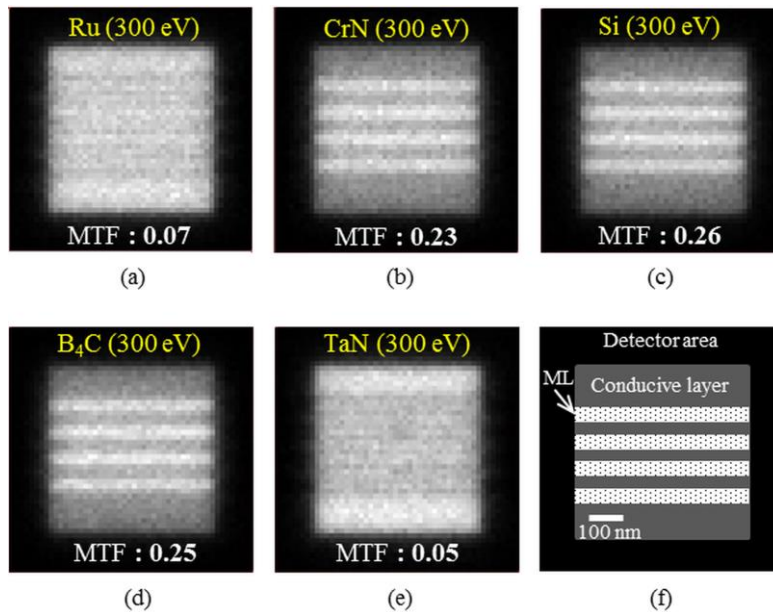 Ru (300 eV)
MTF : 0.07
(a)
CrN (300 eV)
MTF : 0.23
(b)
Si (300 eV)
MTF : 0.26
(c)
B₄C (300 eV)
MTF : 0.25
(d)
TaN (300 eV)
MTF : 0.05
(e)
Detector area
ML
Conducive layer
100 nm
(f)